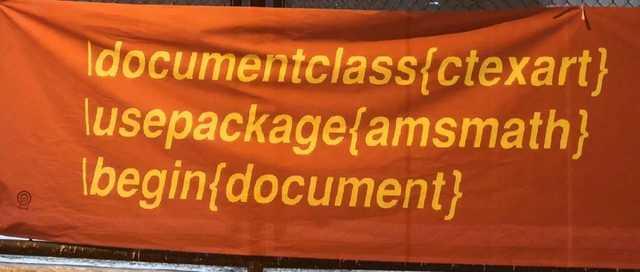 \documentclass{ctexart}
\usepackage{amsmath}
\begin{document}